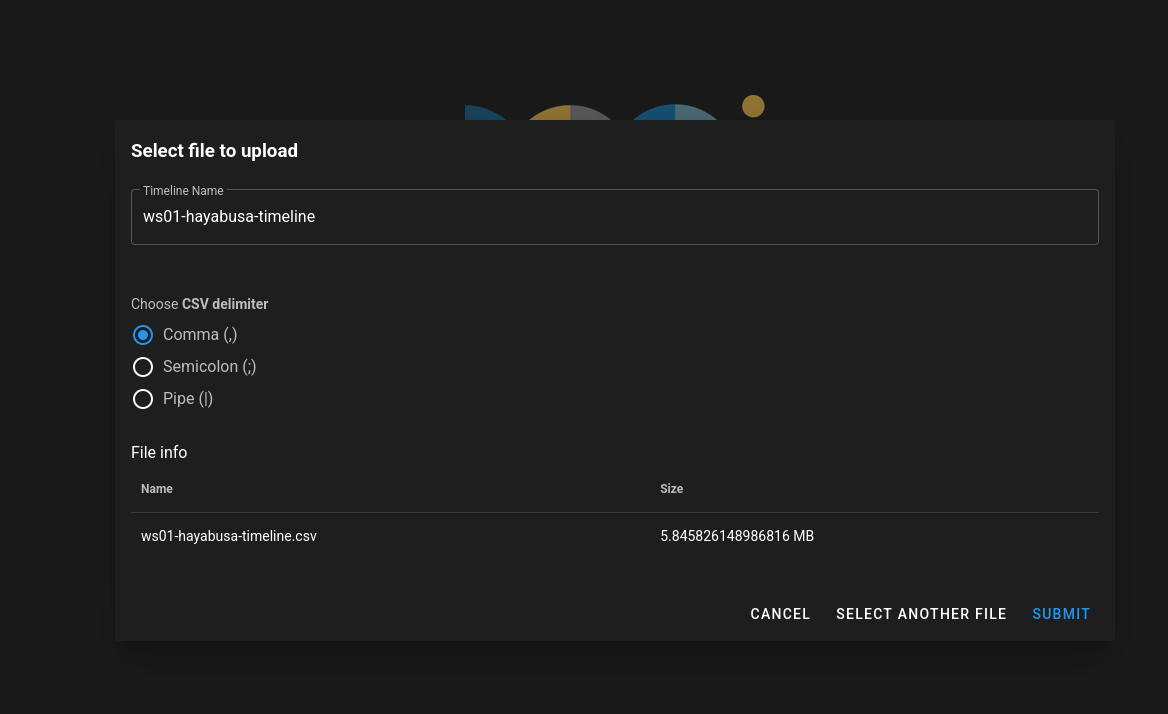 Select file to upload
Timeline Name
ws01-hayabusa-timeline
Choose CSV delimiter
Comma (,)
Semicolon (;)
Pipe (|)
File info
Name Size
ws01-hayabusa-timeline.csv 5.845826148986816 MB
CANCEL SELECT ANOTHER FILE SUBMIT